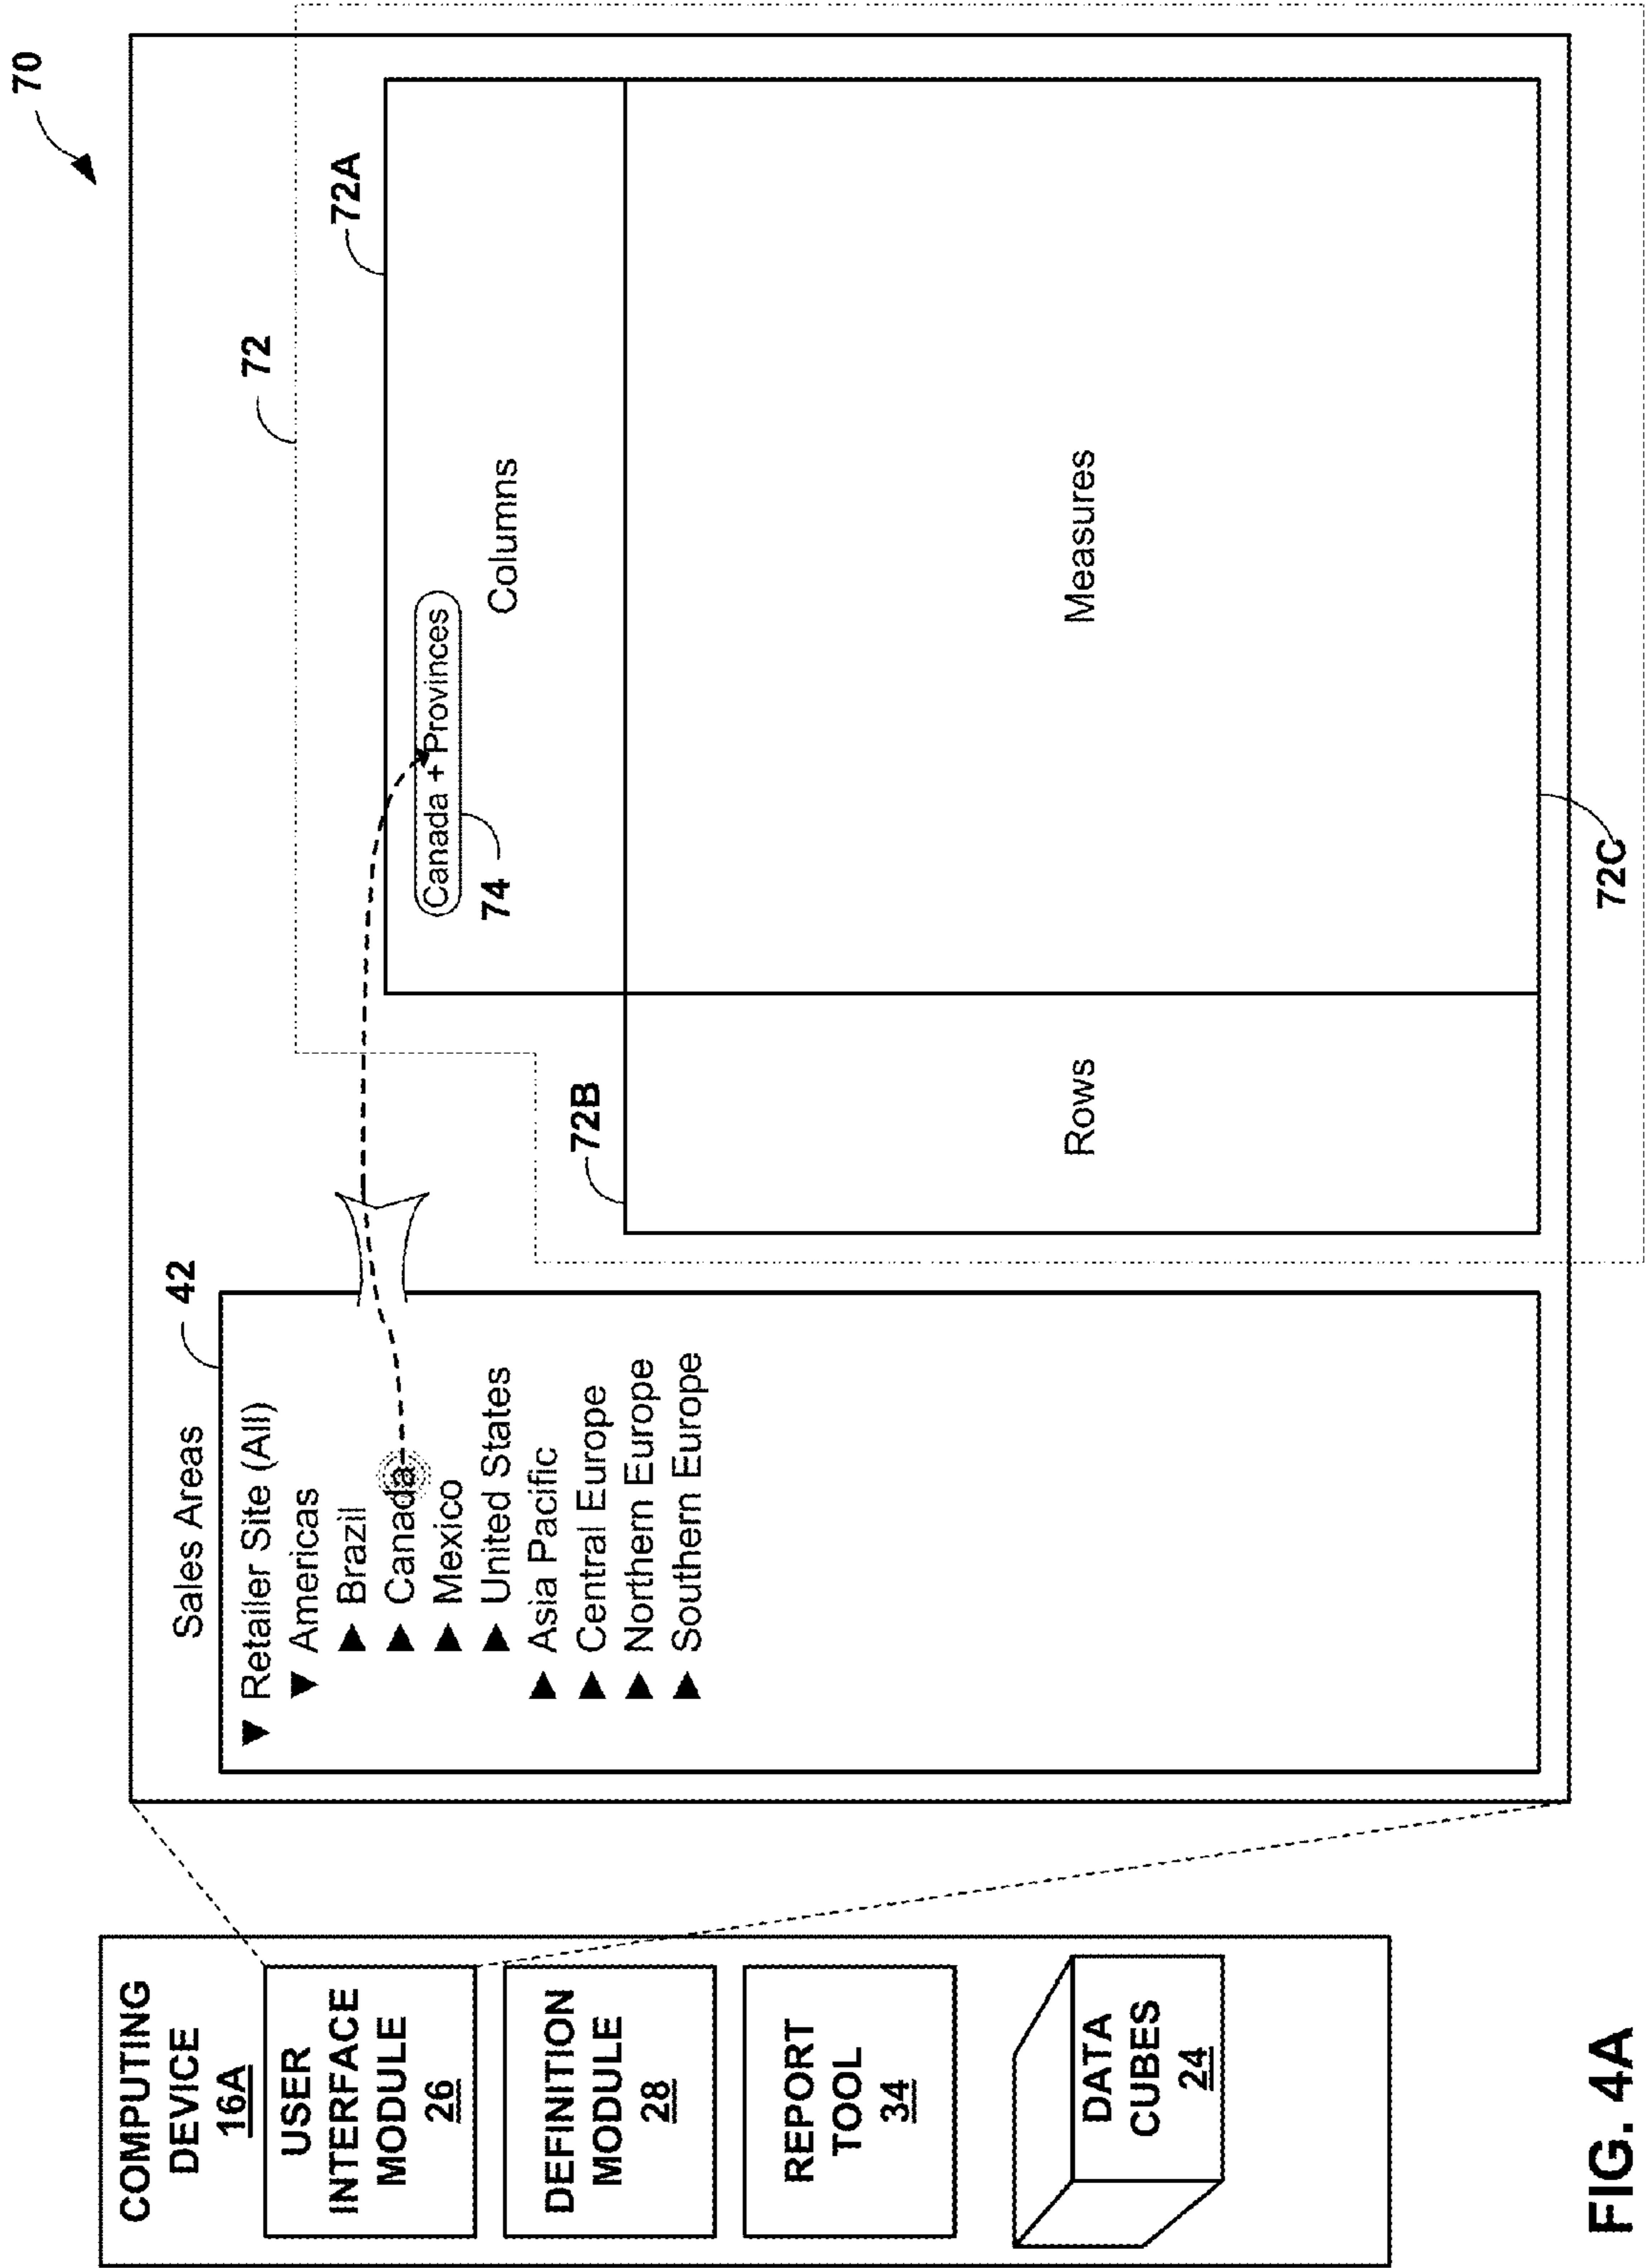 70
COMPUTING
DEVICE
16A
USER
INTERFACE
MODULE
26
DEFINITION
MODULE
28
REPORT
TOOL
34
DATA
CUBES
24
Sales Areas
42
▼ Retailer Site (All)
▼ Americas
▶ Brazil
▶ Canada
▶ Mexico
▶ United States
▶ Asia Pacific
▶ Central Europe
▶ Northern Europe
▶ Southern Europe
72
72A
Canada + Provinces
74
Columns
72B
Rows
Measures
72C
FIG. 4A